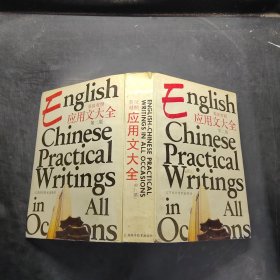 English
应用文大全
Chinese
Practical
Writings
in All
Occasions
ENGLISH-CHINESE PRACTICAL
WRITINGS IN ALL OCCASIONS
应用文大全
English
应用文大全
Chinese
Practical
Writings
in All
Occasions